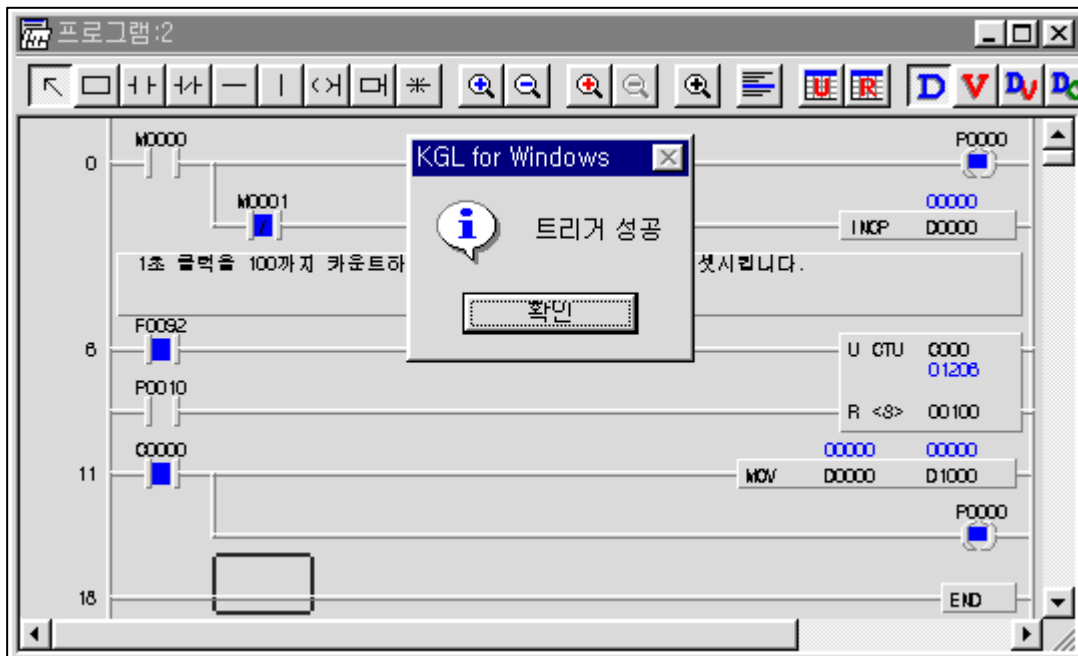 프로그램:2
U R D V DV
M0000 P0000
0
M0001 00000
INCP D0000
1초 클럭을 100까지 카운트하 셋시킵니다.
KGL for Windows
트리거 성공
확인
F0092
6 U CTU C000
01206
P0010
R <S> 00100
C0000 00000 00000
11 MOV D0000 D1000
P0000
18 END